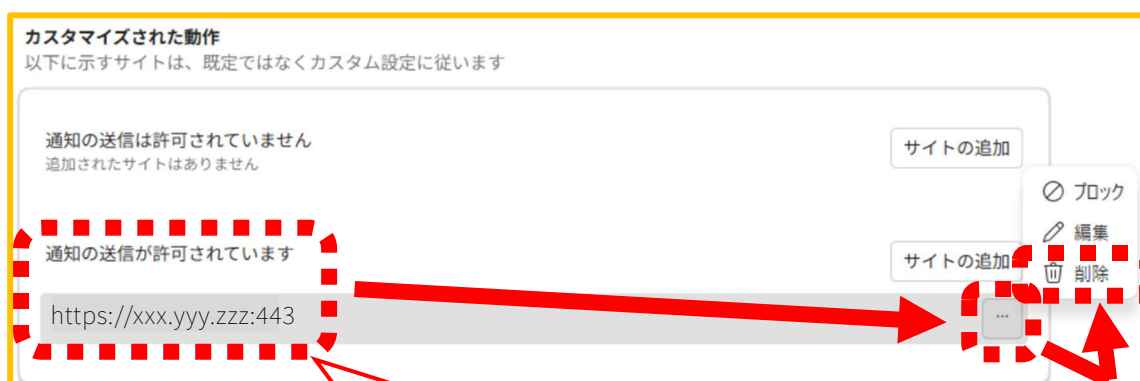 カスタマイズされた動作
以下に示すサイトは、既定ではなくカスタム設定に従います
通知の送信は許可されていません
サイトの追加
追加されたサイトはありません
ブロック
編集
通知の送信が許可されています
サイトの追加
削除
https://xxx.yyy.zzz:443
...